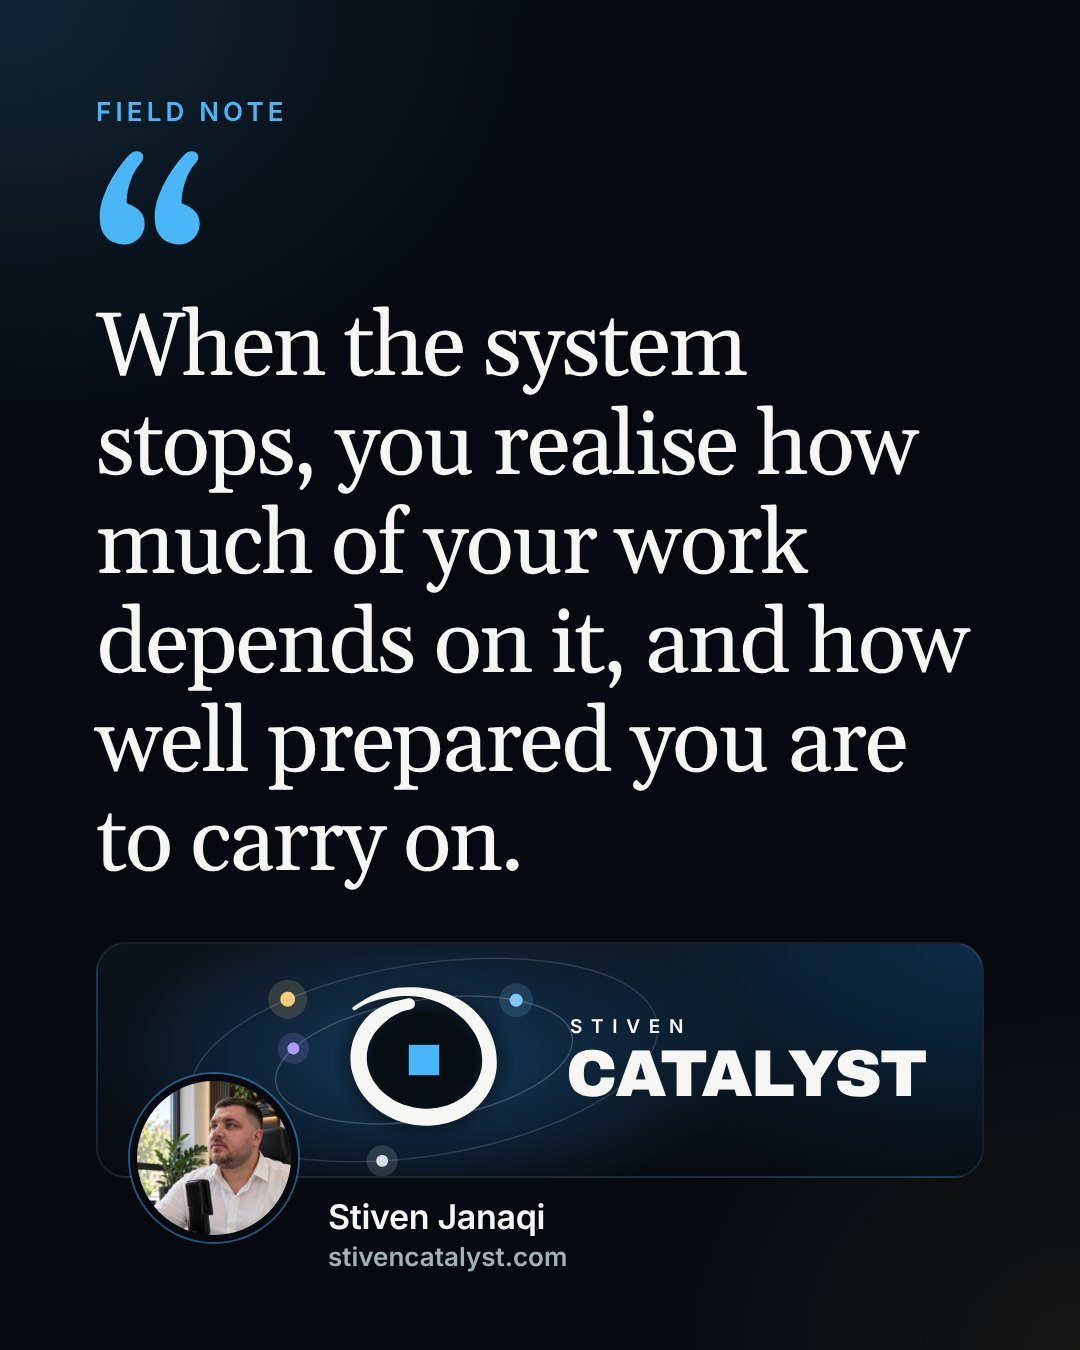 FIELD NOTE
“
When the system
stops, you realise how
much of your work
depends on it, and how
well prepared you are
to carry on.
STIVEN
CATALYST
Stiven Janaqi
stivencatalyst.com